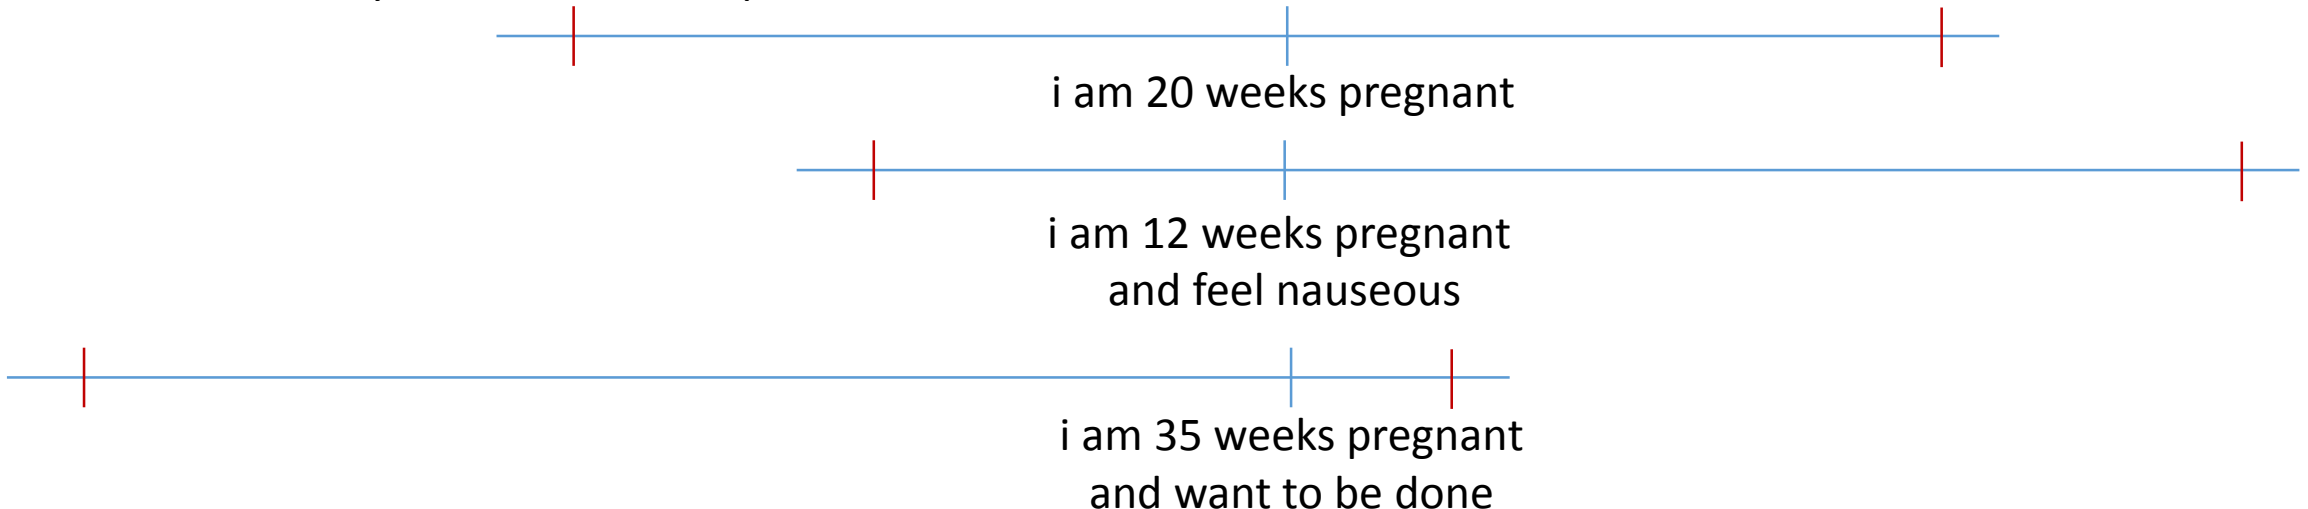 i am 20 weeks pregnant
i am 12 weeks pregnant
and feel nauseous
i am 35 weeks pregnant
and want to be done